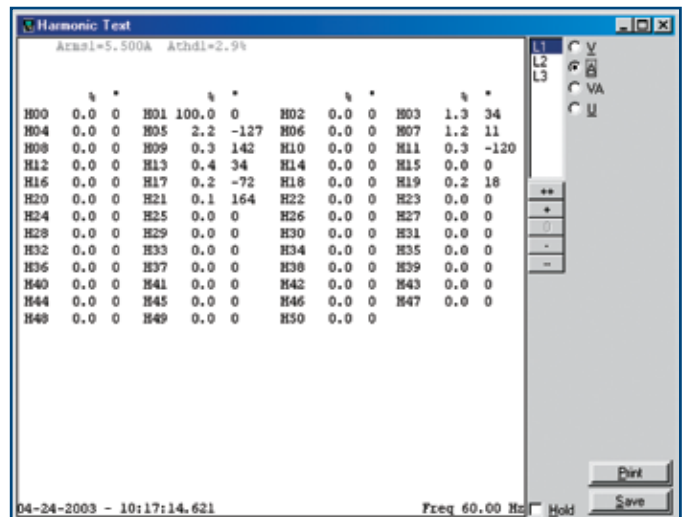 Harmonic Text
Arms1=5.500A Athd1=2.9%
L1
L2
L3
V
A
VA
U
% ° % ° % °
H00 0.0 0 H01 100.0 0 H02 0.0 0 H03 1.3 34
H04 0.0 0 H05 2.2 -127 H06 0.0 0 H07 1.2 11
H08 0.0 0 H09 0.3 142 H10 0.0 0 H11 0.3 -120
H12 0.0 0 H13 0.4 34 H14 0.0 0 H15 0.0 0
H16 0.0 0 H17 0.2 -72 H18 0.0 0 H19 0.2 18
H20 0.0 0 H21 0.1 164 H22 0.0 0 H23 0.0 0
H24 0.0 0 H25 0.0 0 H26 0.0 0 H27 0.0 0
H28 0.0 0 H29 0.0 0 H30 0.0 0 H31 0.0 0
H32 0.0 0 H33 0.0 0 H34 0.0 0 H35 0.0 0
H36 0.0 0 H37 0.0 0 H38 0.0 0 H39 0.0 0
H40 0.0 0 H41 0.0 0 H42 0.0 0 H43 0.0 0
H44 0.0 0 H45 0.0 0 H46 0.0 0 H47 0.0 0
H48 0.0 0 H49 0.0 0 H50 0.0 0
++
+
0
-
--
Print
Save
04-24-2003 - 10:17:14.621 Freq 60.00 Hz
Hold